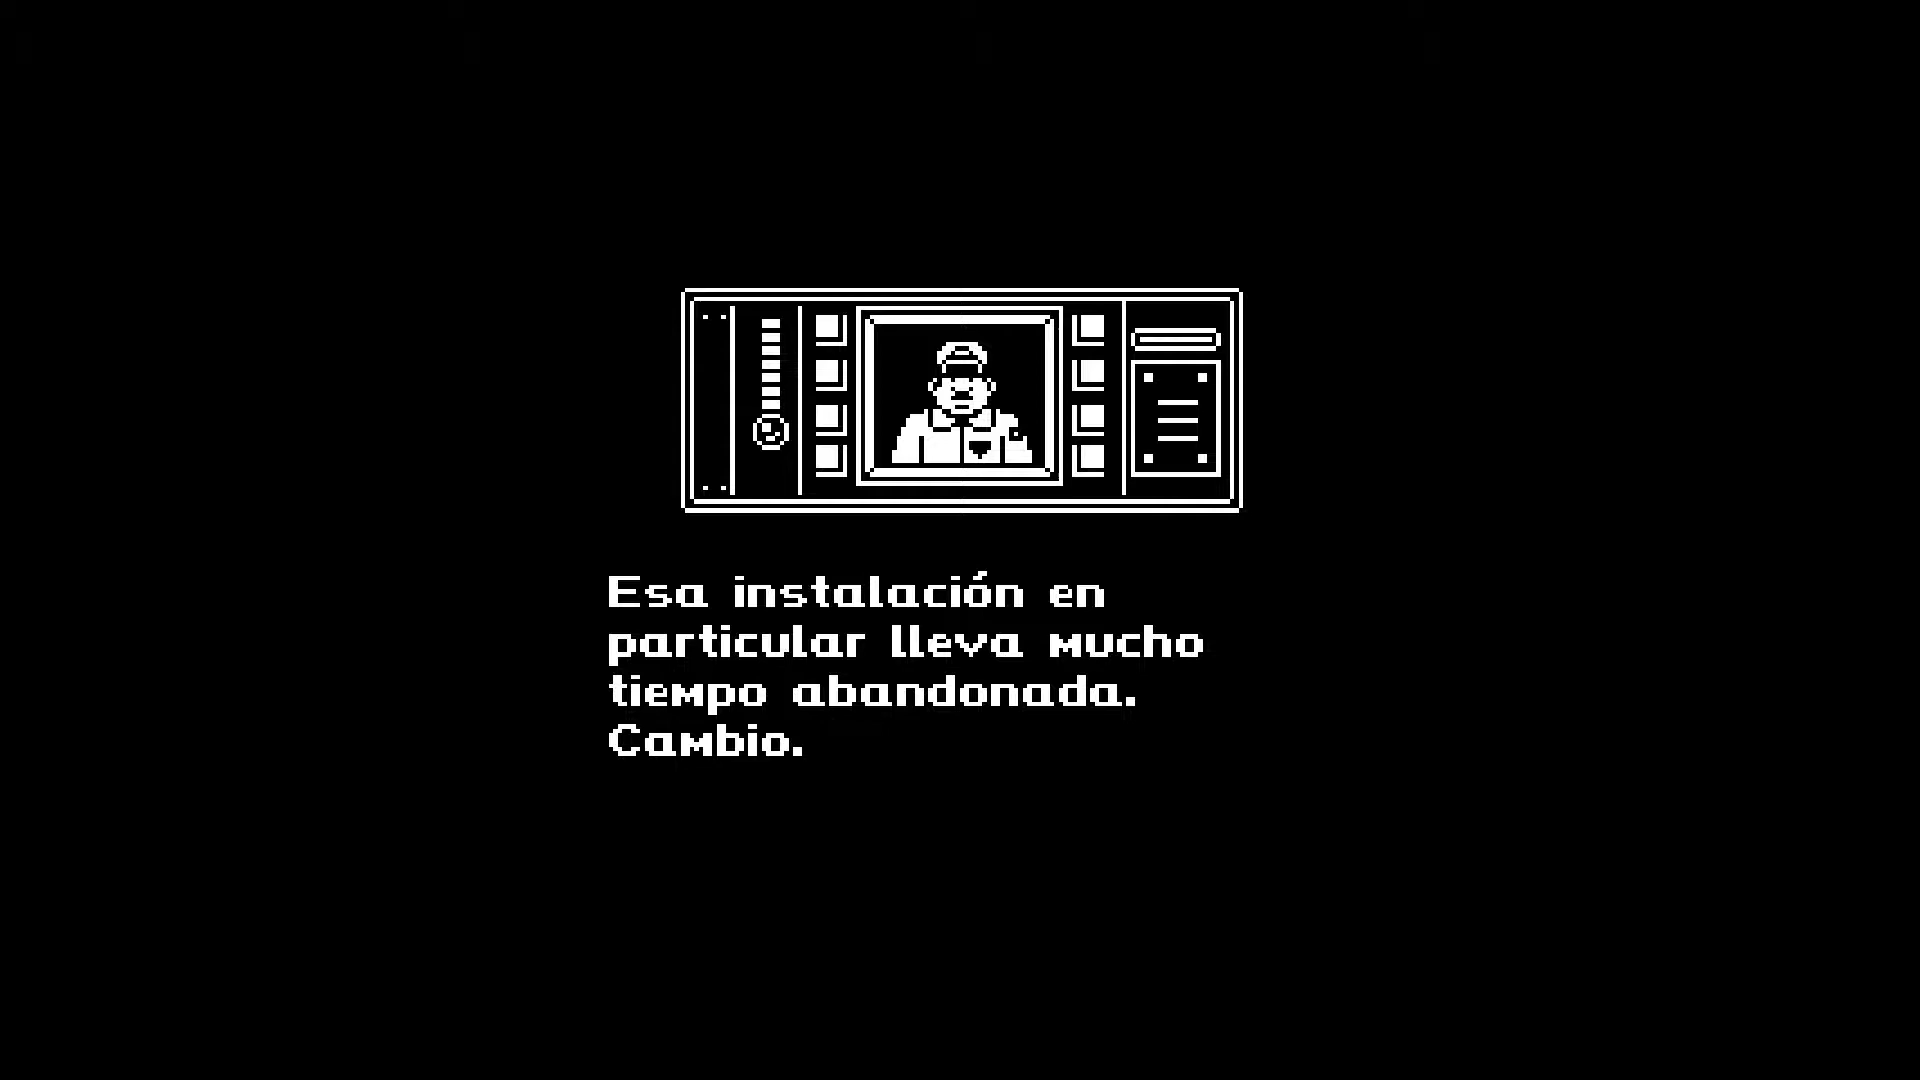 Esa instalación en
particular lleva mucho
tiempo abandonada.
Cambio.